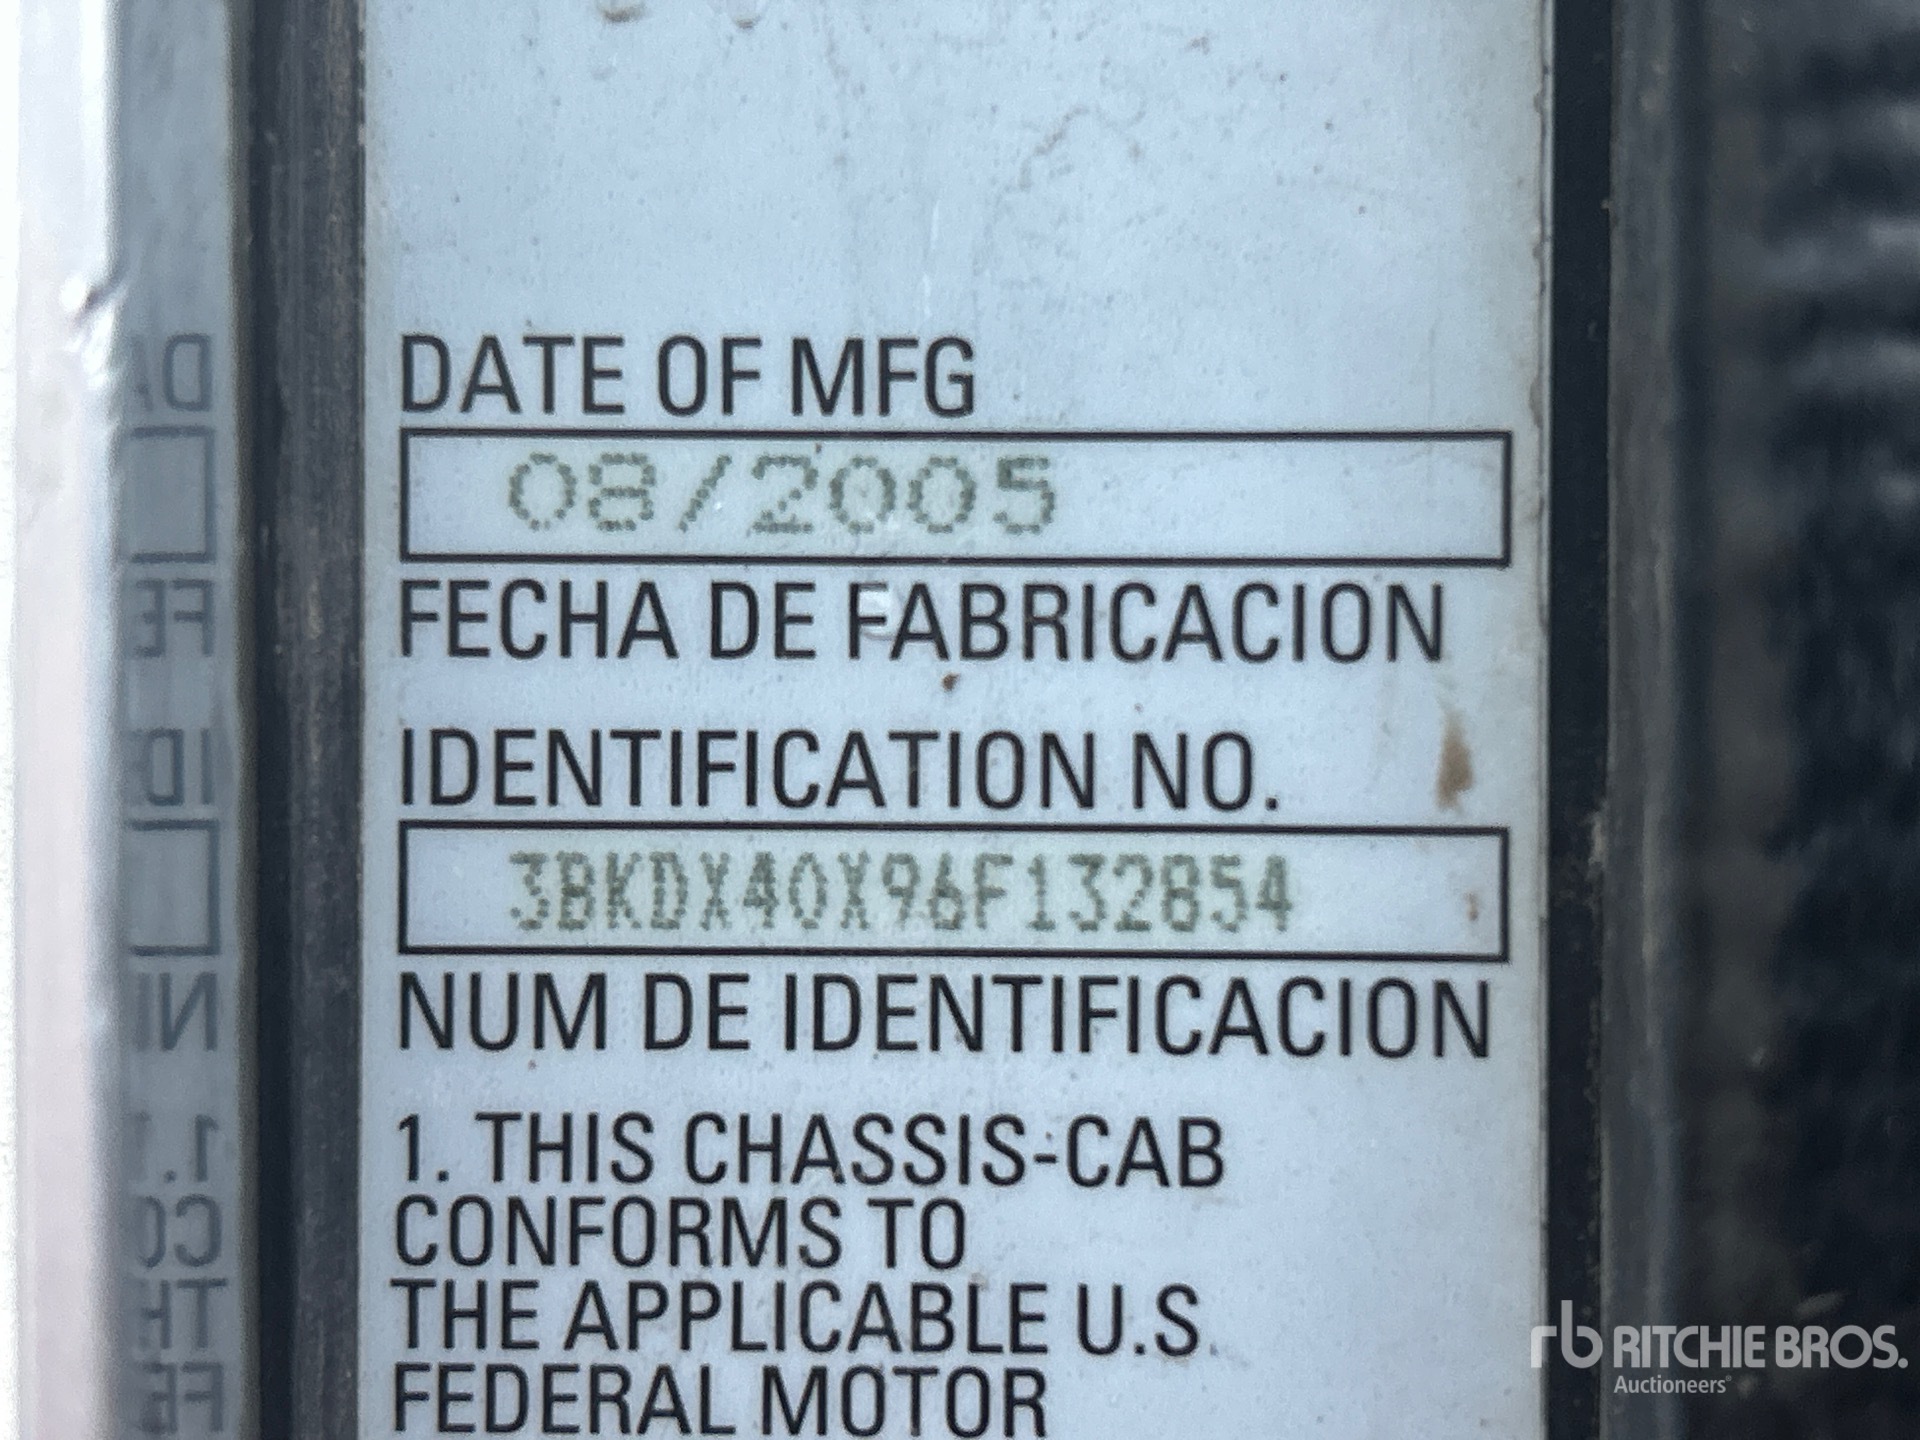 DATE OF MFG
08/2005
FECHA DE FABRICACION
IDENTIFICATION NO.
3BKDX40X96F132854
NUM DE IDENTIFICACION
1. THIS CHASSIS-CAB
CONFORMS TO
THE APPLICABLE U.S.
FEDERAL MOTOR
rb RITCHIE BROS.
Auctioneers